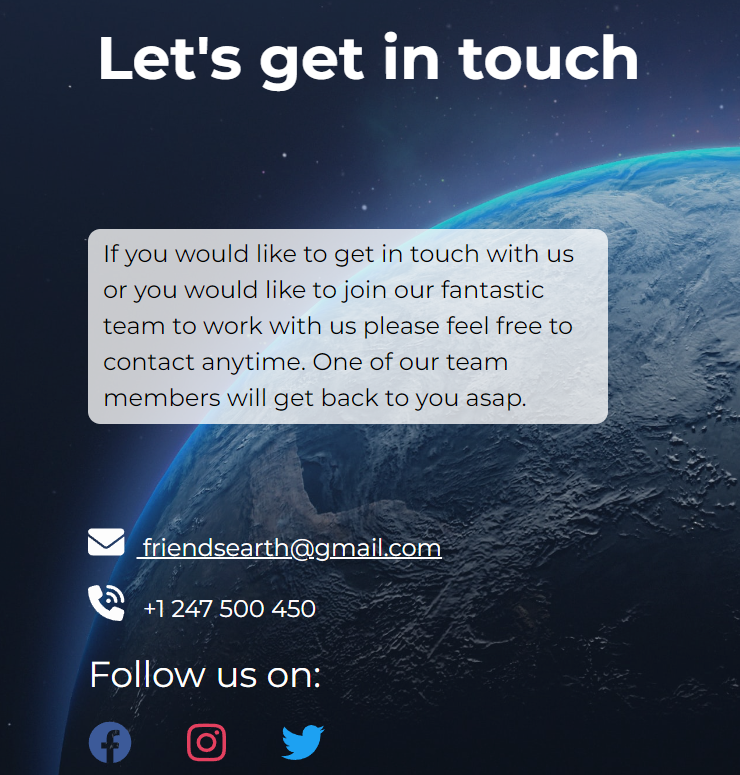 Let's get in touch
If you would like to get in touch with us
or you would like to join our fantastic
team to work with us please feel free to
contact anytime. One of our team
members will get back to you asap.
friendsearth@gmail.com
+1 247 500 450
Follow us on: